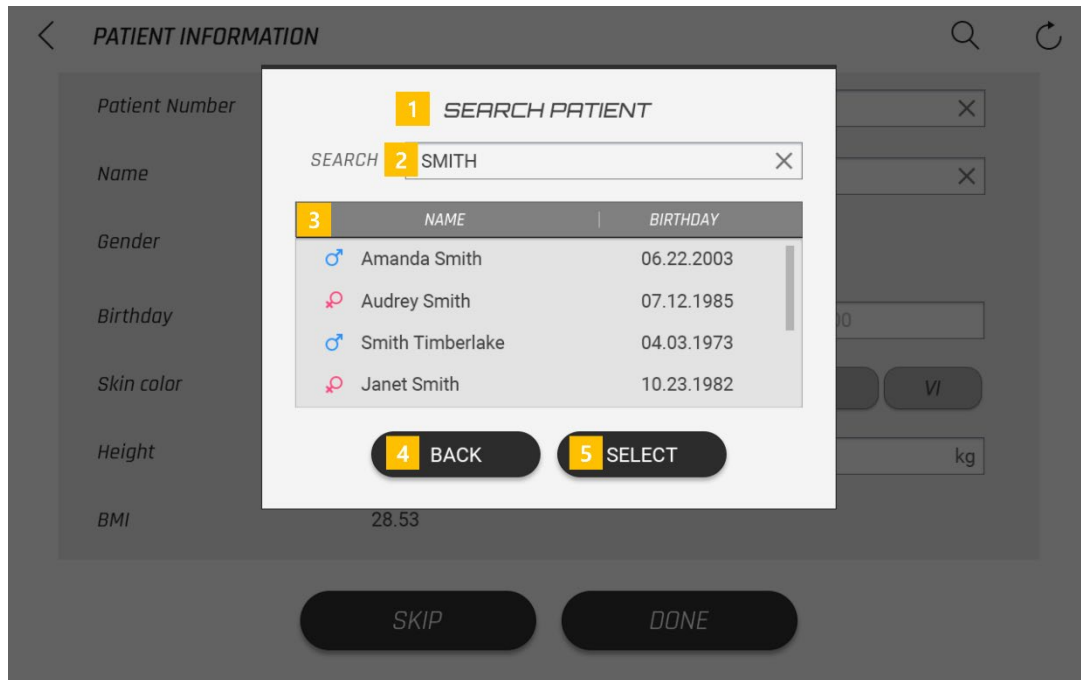 PATIENT INFORMATION
Patient Number
1 SEARCH PATIENT
SEARCH 2 SMITH
Name
3 NAME BIRTHDAY
Gender
Amanda Smith 06.22.2003
Audrey Smith 07.12.1985
Birthday
Smith Timberlake 04.03.1973
Skin color VI
Janet Smith 10.23.1982
Height kg
4 BACK 5 SELECT
BMI 28.53
SKIP DONE